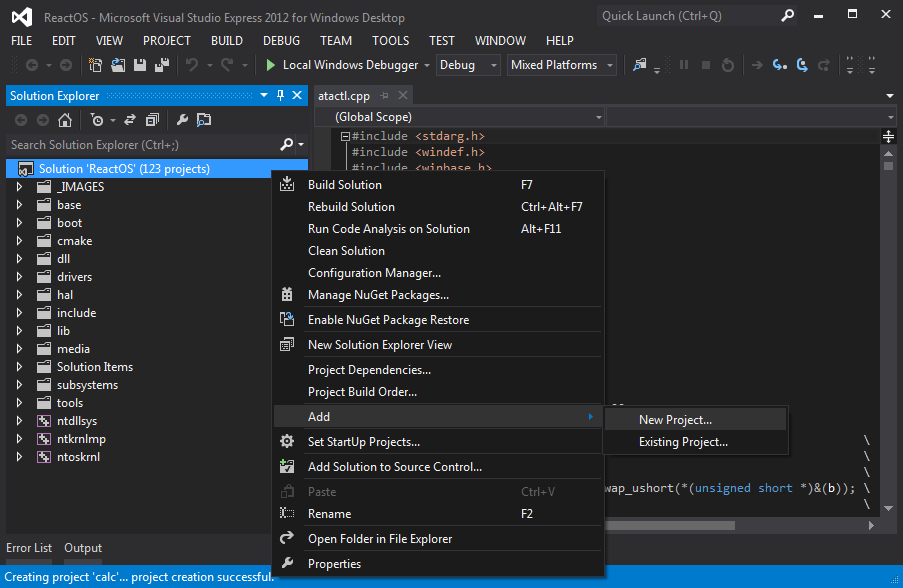 ReactOS - Microsoft Visual Studio Express 2012 for Windows Desktop
Quick Launch (Ctrl+Q)
FILE EDIT VIEW PROJECT BUILD DEBUG TEAM TOOLS TEST WINDOW HELP
Local Windows Debugger Debug Mixed Platforms
Solution Explorer
Search Solution Explorer (Ctrl+;)
Solution 'ReactOS' (123 projects)
_IMAGES
base
boot
cmake
dll
drivers
hal
include
lib
media
Solution Items
subsystems
tools
ntdllsys
ntkrnlmp
ntoskrnl
atactl.cpp
(Global Scope)
#include <stdarg.h>
#include <windef.h>
#include <winbase.h>
Build Solution F7
Rebuild Solution Ctrl+Alt+F7
Run Code Analysis on Solution Alt+F11
Clean Solution
Configuration Manager...
Manage NuGet Packages...
Enable NuGet Package Restore
New Solution Explorer View
Project Dependencies...
Project Build Order...
Add
Set StartUp Projects...
Add Solution to Source Control...
Paste Ctrl+V
Rename F2
Open Folder in File Explorer
Properties
New Project...
Existing Project...
\
\
\
wap_ushort(*(unsigned short *)&(b)); \
\
Error List Output
Creating project 'calc'... project creation successful.